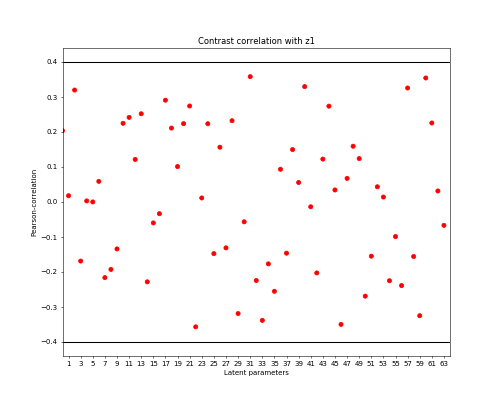 Contrast correlation with z1
0.4
0.3
0.2
0.1
0.0
−0.1
−0.2
−0.3
−0.4
Pearson-correlation
1 3 5 7 9 11 13 15 17 19 21 23 25 27 29 31 33 35 37 39 41 43 45 47 49 51 53 55 57 59 61 63
Latent parameters